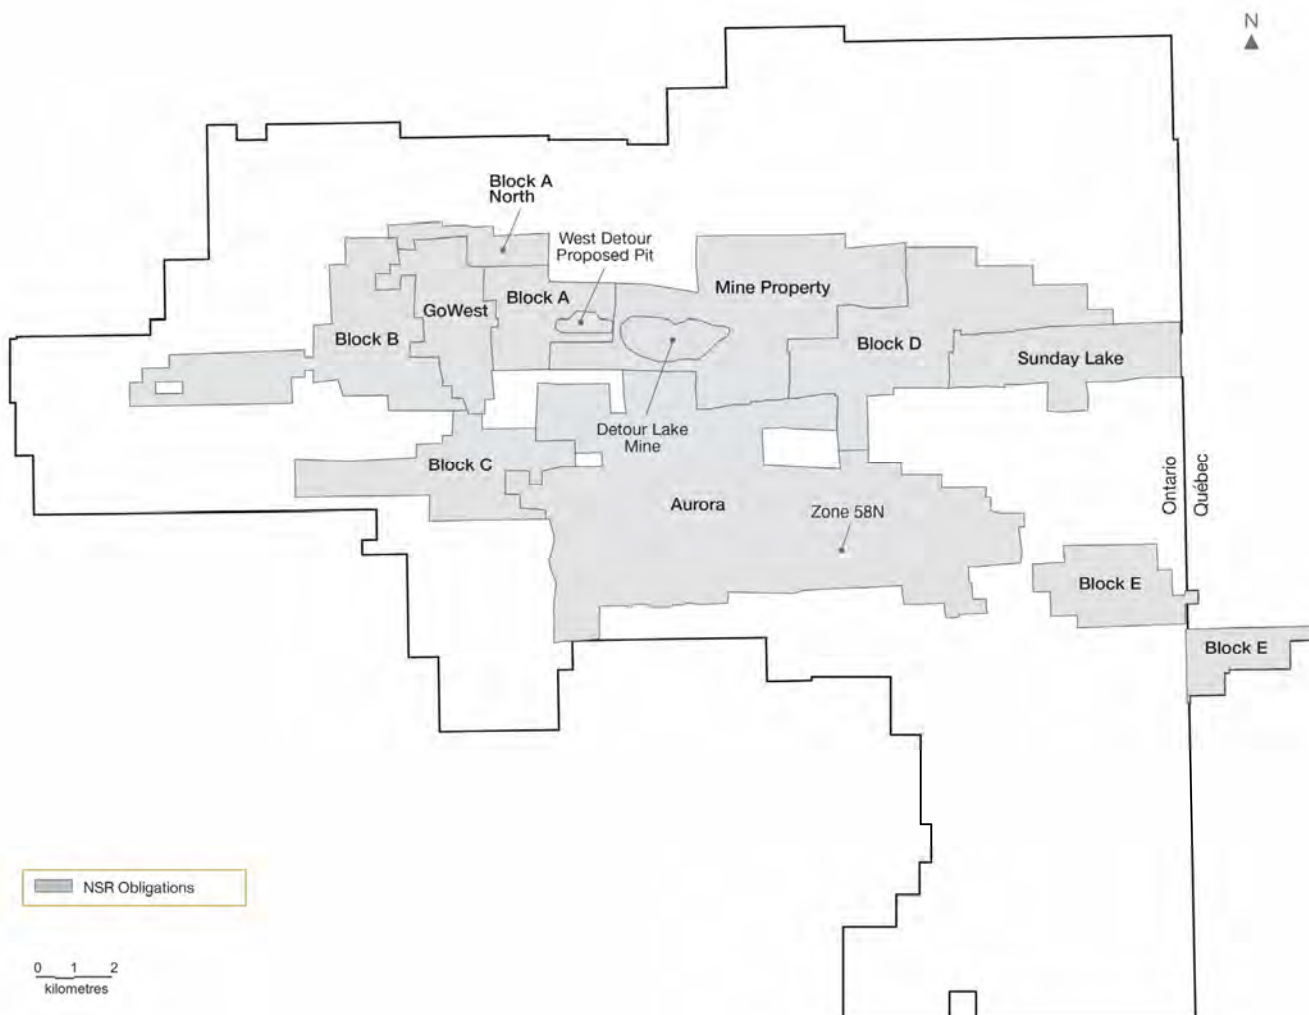 N
Block A
North
West Detour
Proposed Pit
Mine Property
Block A
GoWest
Block B
Block D
Sunday Lake
Detour Lake
Mine
Block C
Ontario
Québec
Aurora
Zone 58N
Block E
Block E
NSR Obligations
0 1 2
kilometres